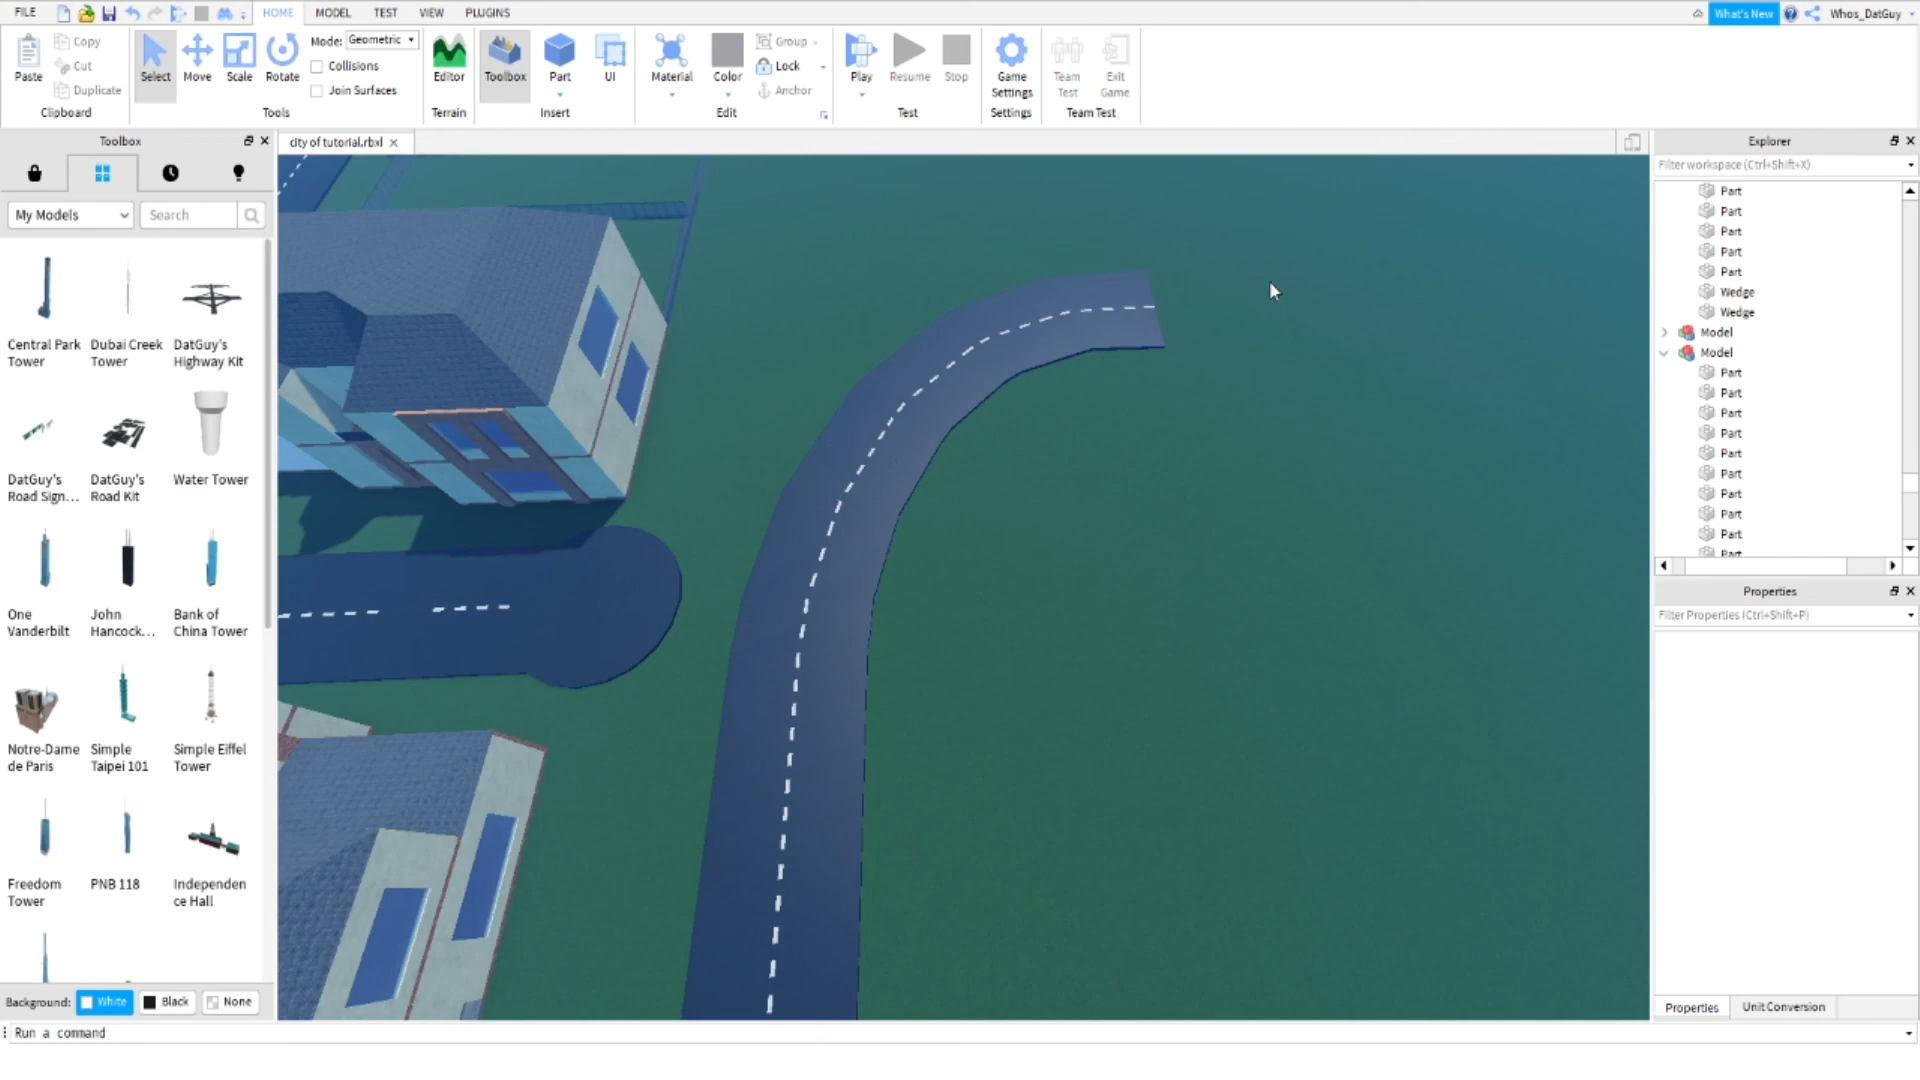 FILE HOME MODEL TEST VIEW PLUGINS What's New Whos_DatGuy
Paste Copy Cut Duplicate
Clipboard
Select Move Scale Rotate
Mode: Geometric
Collisions
Join Surfaces
Tools
Editor
Terrain
Toolbox Part UI
Insert
Material Color
Group
Lock
Anchor
Edit
Play Resume Stop
Test
Game Settings
Settings
Team Test
Exit Game
Team Test
Toolbox
city of tutorial.rbxl
My Models
Search
Central Park Tower
Dubai Creek Tower
DatGuy's Highway Kit
DatGuy's Road Sign...
DatGuy's Road Kit
Water Tower
One Vanderbilt
John Hancock...
Bank of China Tower
Notre-Dame de Paris
Simple Taipei 101
Simple Eiffel Tower
Freedom Tower
PNB 118
Independen ce Hall
Background: White Black None
Run a command
Explorer
Filter workspace (Ctrl+Shift+X)
Part
Part
Part
Part
Part
Wedge
Wedge
Model
Model
Part
Part
Part
Part
Part
Part
Part
Part
Part
Part
Properties
Filter Properties (Ctrl+Shift+P)
Properties Unit Conversion